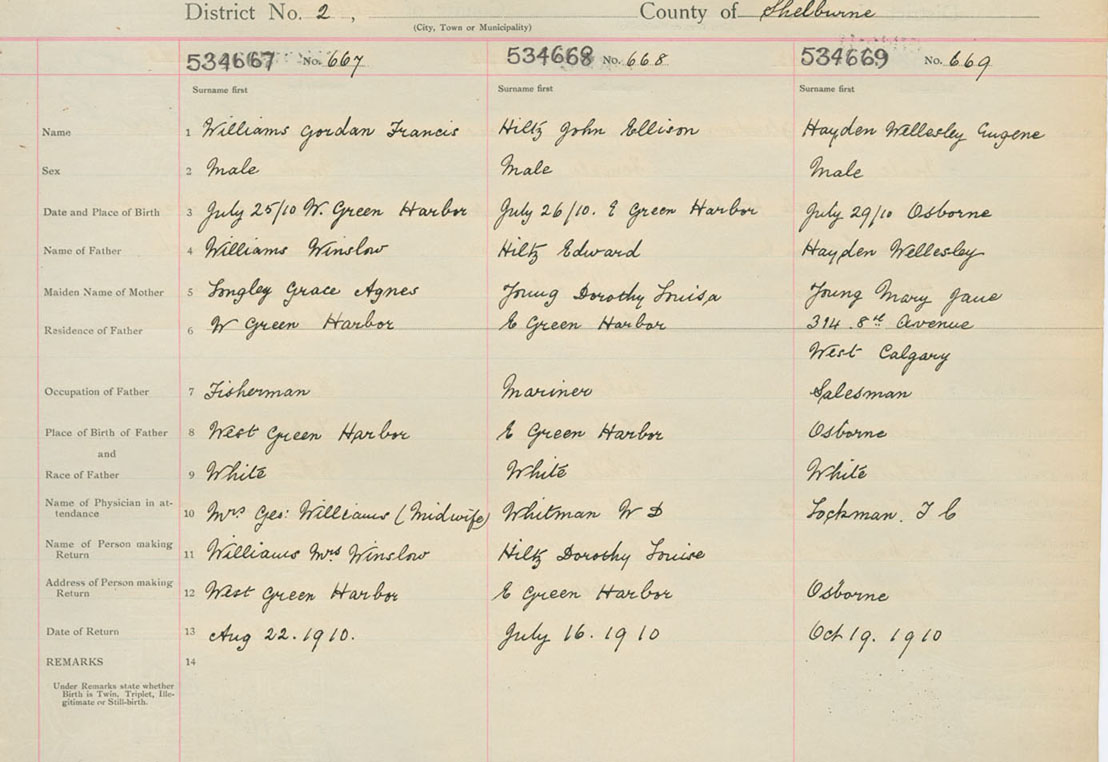 District No. 2 , County of Shelburne
(City, Town or Municipality)
534667 No. 667 534668 No. 668 534669 No. 669
Surname first Surname first Surname first
Name 1 Williams Gordan Francis Hiltz John Ellison Hayden Wellesley Eugene
Sex 2 Male Male Male
Date and Place of Birth 3 July 25/10 W. Green Harbor July 26/10. E Green Harbor July 29/10 Osborne
Name of Father 4 Williams Winslow Hiltz Edward Hayden Wellesley
Maiden Name of Mother 5 Longley Grace Agnes Young Dorothy Louisa Young Mary Jane
Residence of Father 6 W Green Harbor E Green Harbor 314 8th Avenue
West Calgary
Occupation of Father 7 Fisherman Mariner Salesman
Place of Birth of Father 8 West Green Harbor E Green Harbor Osborne
and
Race of Father 9 White White White
Name of Physician in at-
tendance 10 Mrs Geo: Williams (Midwife) Whitman W D Lockman. T C
Name of Person making
Return 11 Williams Mrs Winslow Hiltz Dorothy Louise
Address of Person making
Return 12 West Green Harbor E Green Harbor Osborne
Date of Return 13 Aug 22. 1910. July 16. 1910 Oct 19. 1910
REMARKS 14
Under Remarks state whether
Birth is Twin, Triplet, Ille-
gitimate or Still-birth.